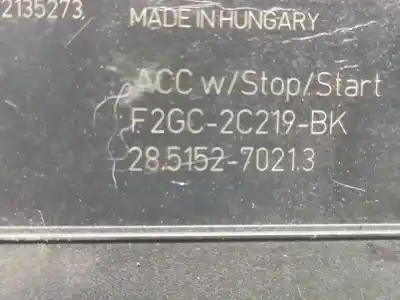 2135273,
MADE IN HUNGARY
ACC w/Stop/Start
F2GC-2C219-BK
28.5152-7021.3